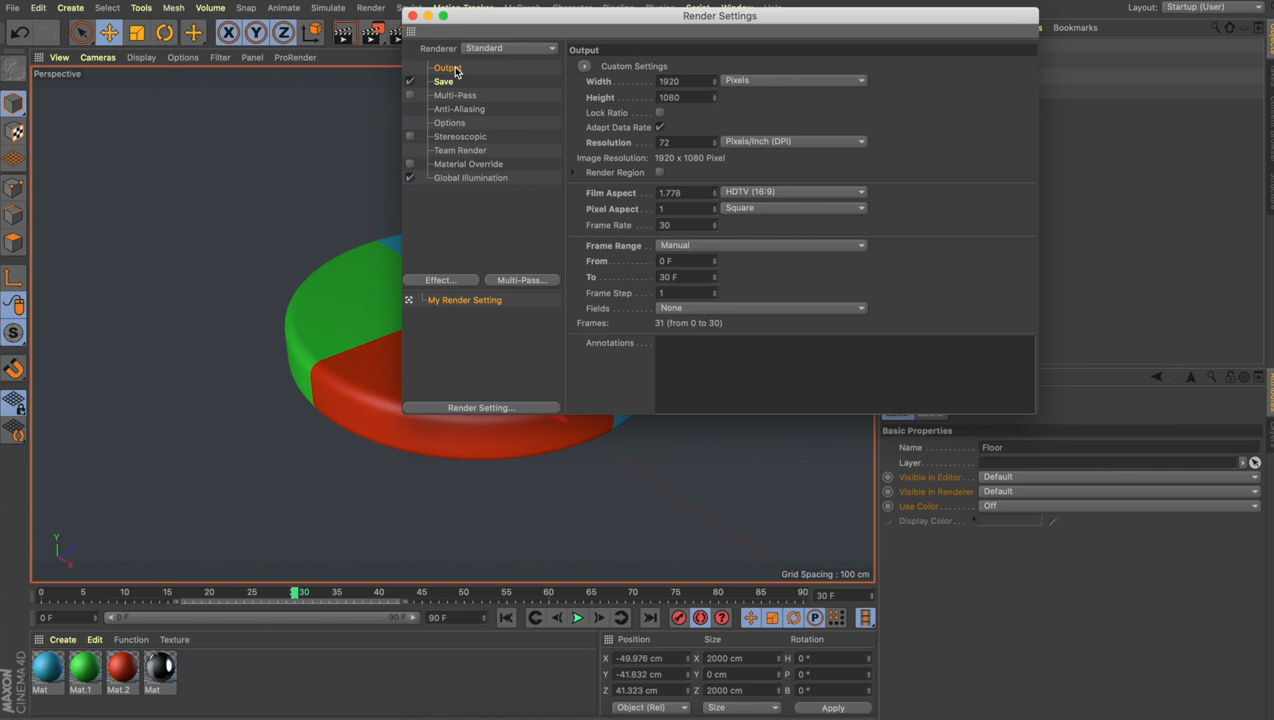 File Edit Create Select Tools Mesh Volume Snap Animate Simulate Render
Layout: Startup (User)
Render Settings
Bookmarks
View Cameras Display Options Filter Panel
Perspective
Renderer Standard
Output
Save
Multi-Pass
Anti-Aliasing
Options
Stereoscopic
Team Render
Material Override
Global Illumination
Effect... Multi-Pass...
My Render Setting
Render Setting...
Output
Custom Settings
Width 1920 Pixels
Height 1080
Lock Ratio
Adapt Data Rate
Resolution 72 Pixels/Inch (DPI)
Image Resolution: 1920 x 1080 Pixel
Render Region
Film Aspect 1.778 HDTV (16:9)
Pixel Aspect 1 Square
Frame Rate 30
Frame Range Manual
From 0 F
To 30 F
Frame Step 1
Fields None
Frames: 31 (from 0 to 30)
Annotations
Basic Properties
Name Floor
Layer
Visible in Editor Default
Visible in Renderer Default
Use Color Off
Display Color
Y
X
Grid Spacing : 100 cm
0 5 10 15 20 25 30 35 40 45 50 55 60 65 70 75 80 85 90 30 F
0 F 0 F 90 F 90 F
Create Edit Function Texture
Mat Mat.1 Mat.2 Mat
Position Size Rotation
X -49.976 cm X 2000 cm H 0 °
Y -41.832 cm Y 0 cm P 0 °
Z 41.323 cm Z 2000 cm B 0 °
Object (Rel) Size Apply
MAXON
CINEMA 4D